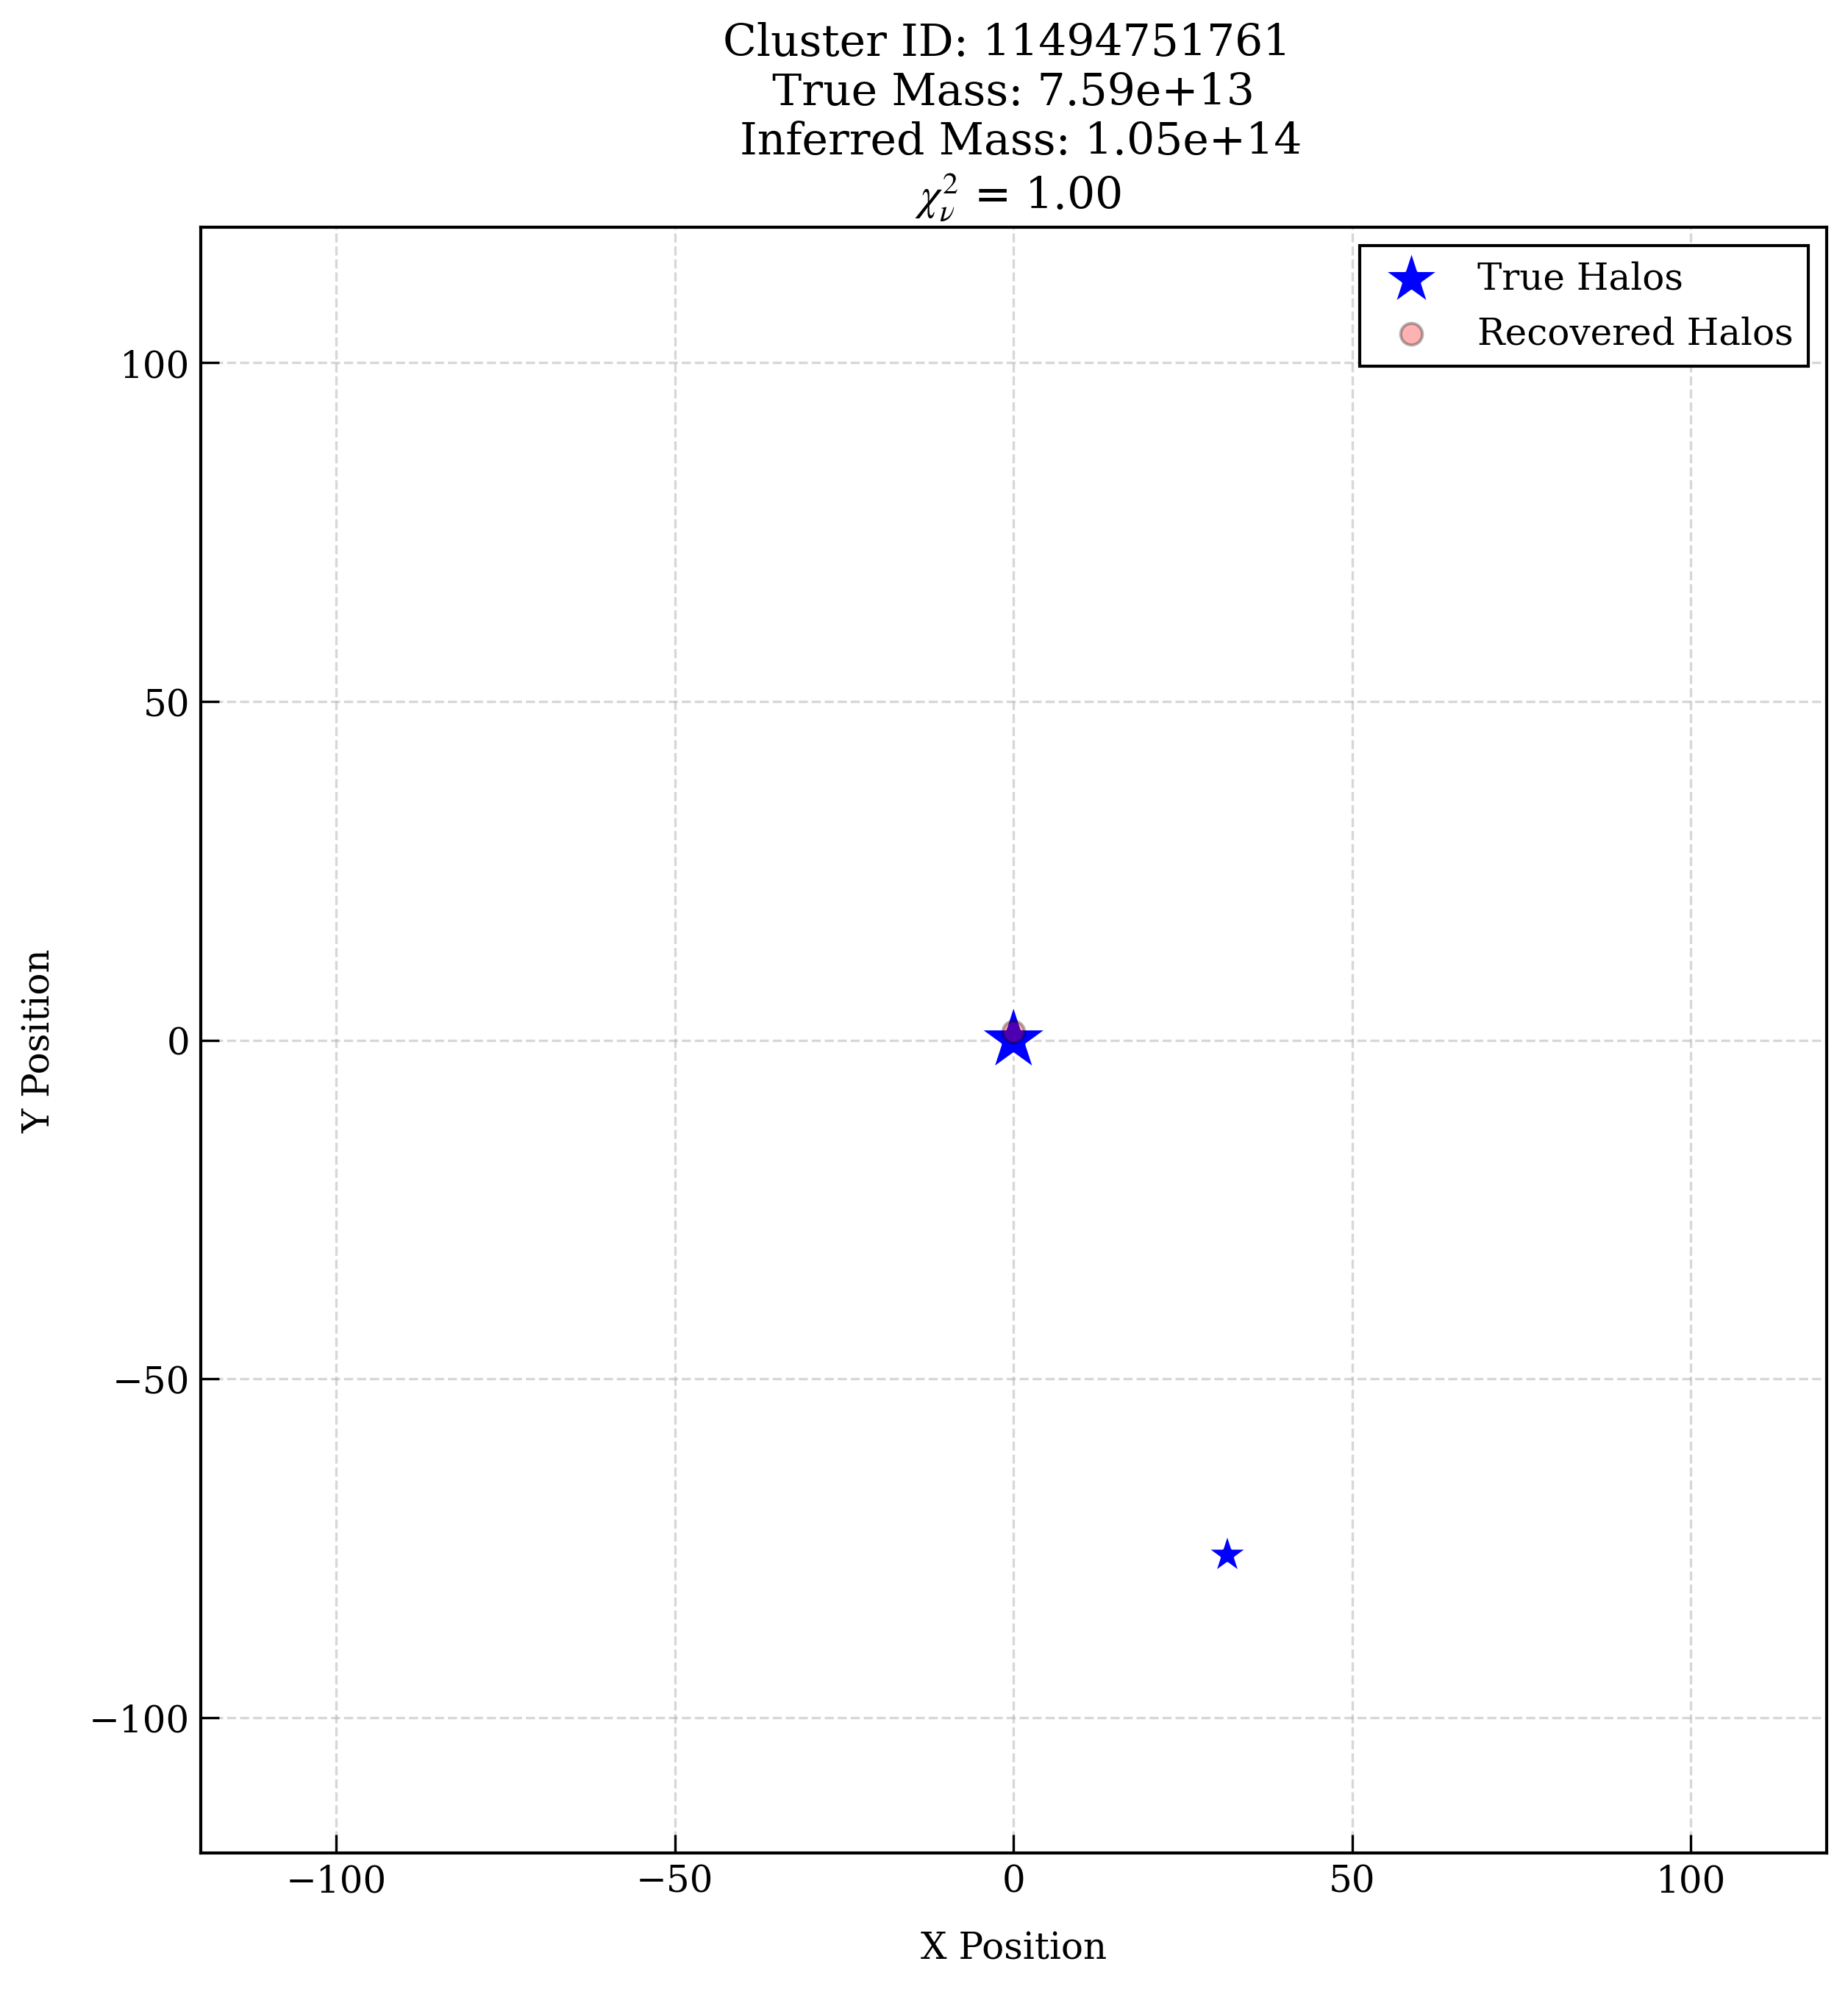 Cluster ID: 11494751761
True Mass: 7.59e+13
Inferred Mass: 1.05e+14
χ²ᵥ = 1.00
True Halos
Recovered Halos
100
50
0
−50
−100
Y Position
−100
−50
0
50
100
X Position